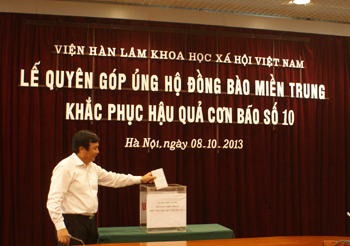 VIỆN HÀN LÂM KHOA HỌC XÃ HỘI VIỆT NAM
LỄ QUYÊN GÓP ỦNG HỘ ĐỒNG BÀO MIỀN TRUNG
KHẮC PHỤC HẬU QUẢ CƠN BÃO SỐ 10
Hà Nội, ngày 08.10.2013